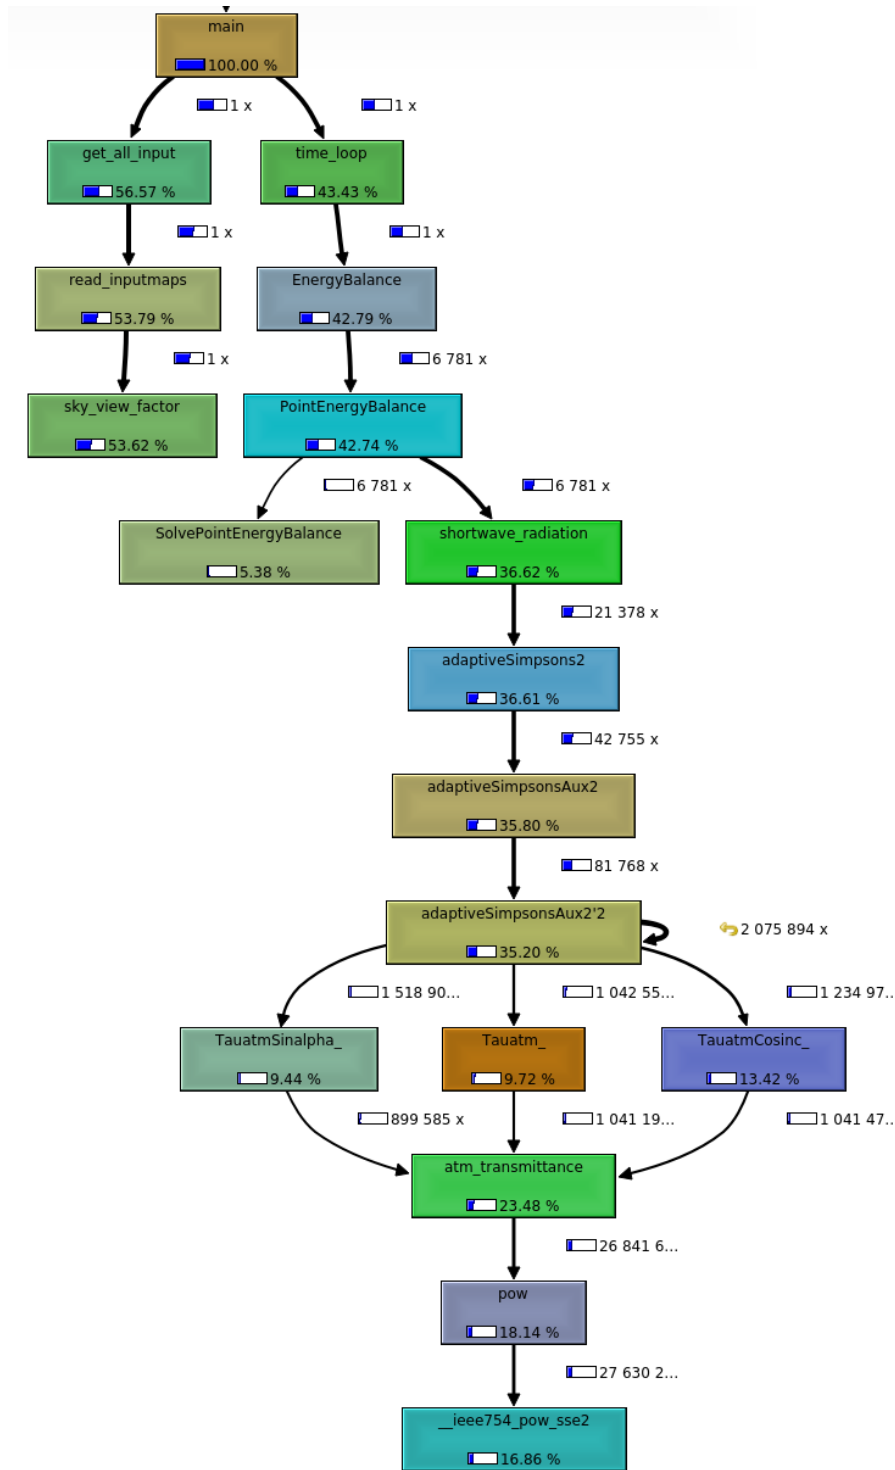 main
100.00 %
1 x
1 x
get_all_input
56.57 %
time_loop
43.43 %
1 x
1 x
read_inputmaps
53.79 %
EnergyBalance
42.79 %
1 x
6 781 x
sky_view_factor
53.62 %
PointEnergyBalance
42.74 %
6 781 x
6 781 x
SolvePointEnergyBalance
5.38 %
shortwave_radiation
36.62 %
21 378 x
adaptiveSimpsons2
36.61 %
42 755 x
adaptiveSimpsonsAux2
35.80 %
81 768 x
adaptiveSimpsonsAux2'2
35.20 %
2 075 894 x
1 518 90...
1 042 55...
1 234 97...
TauatmSinalpha_
9.44 %
Tauatm_
9.72 %
TauatmCosinc_
13.42 %
899 585 x
1 041 19...
1 041 47...
atm_transmittance
23.48 %
26 841 6...
pow
18.14 %
27 630 2...
__ieee754_pow_sse2
16.86 %